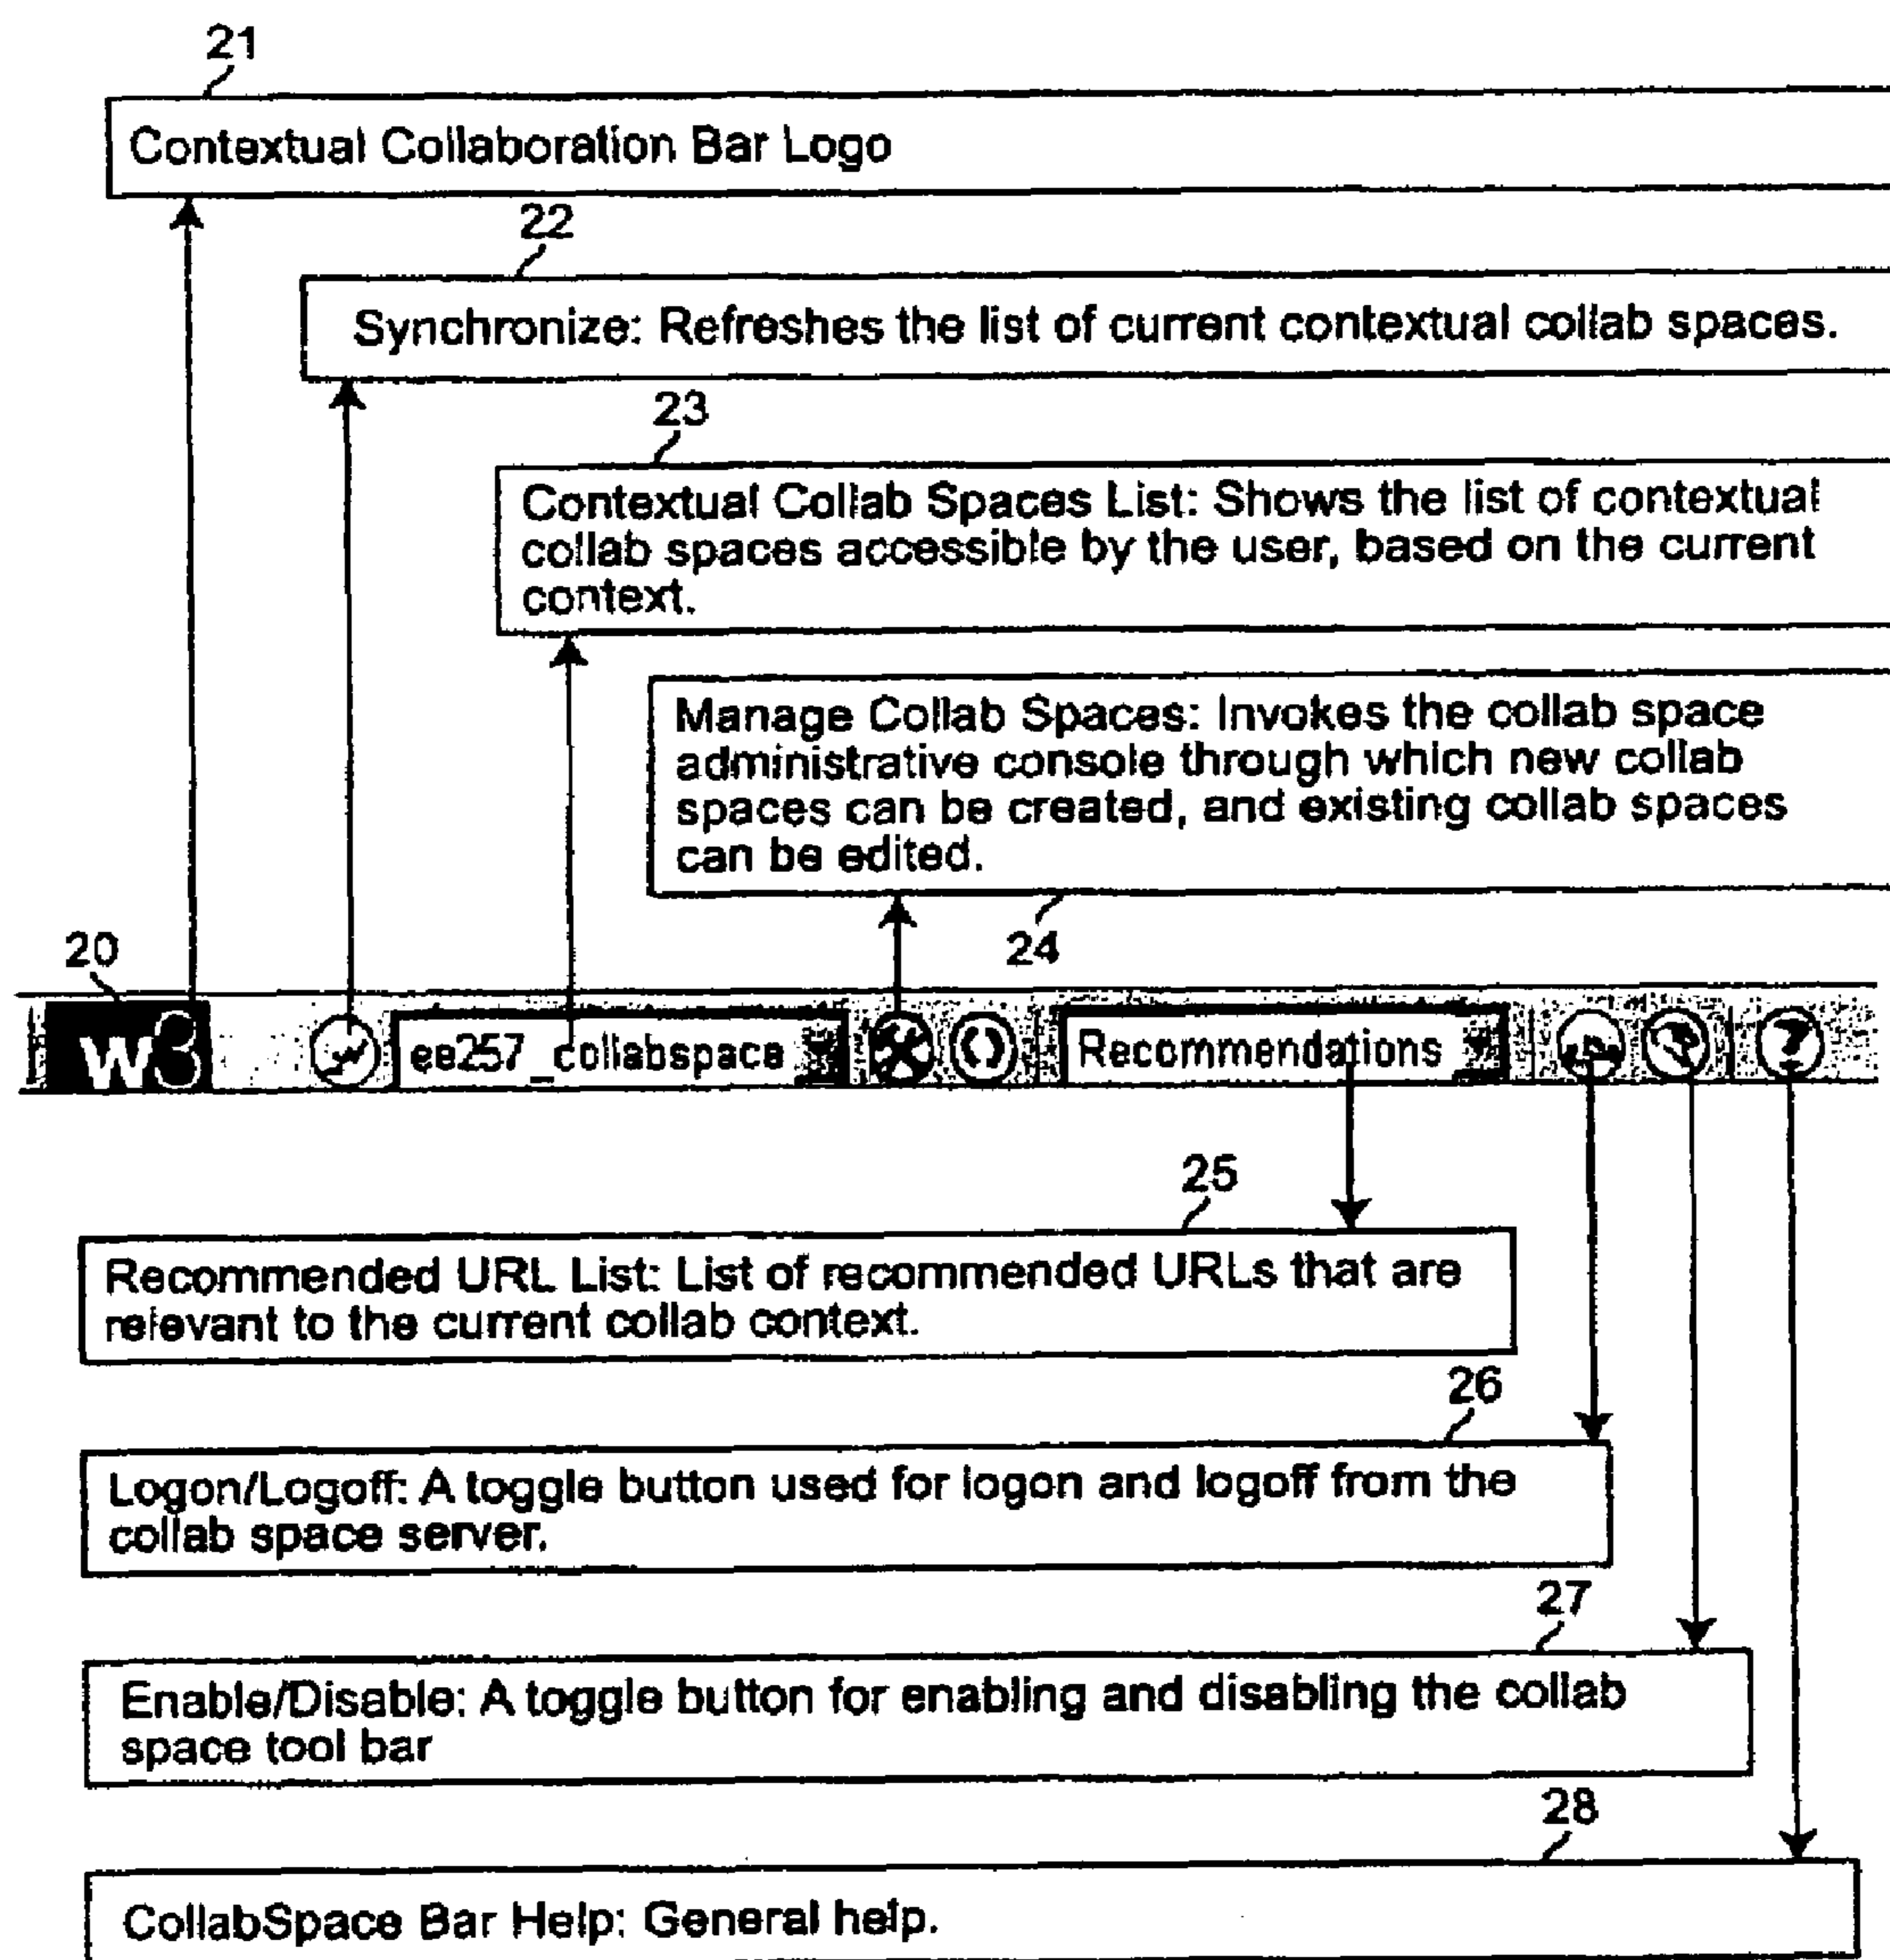 21
Contextual Collaboration Bar Logo
22
Synchronize: Refreshes the list of current contextual collab spaces.
23
Contextual Collab Spaces List: Shows the list of contextual
collab spaces accessible by the user, based on the current
context.
Manage Collab Spaces: Invokes the collab space
administrative console through which new collab
spaces can be created, and existing collab spaces
can be edited.
20
24
w3 ee257_collabspace Recommendations ?
25
Recommended URL List: List of recommended URLs that are
relevant to the current collab context.
26
Logon/Logoff: A toggle button used for logon and logoff from the
collab space server.
27
Enable/Disable: A toggle button for enabling and disabling the collab
space tool bar
28
CollabSpace Bar Help: General help.